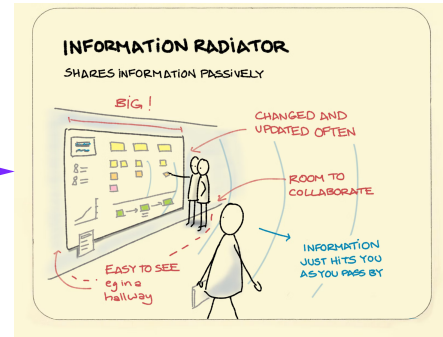 INFORMATION RADIATOR
SHARES INFORMATION PASSIVELY
BIG!
CHANGED AND
UPDATED OFTEN
ROOM TO
COLLABORATE
INFORMATION
JUST HITS YOU
AS YOU PASS BY
EASY TO SEE
eg in a
hallway